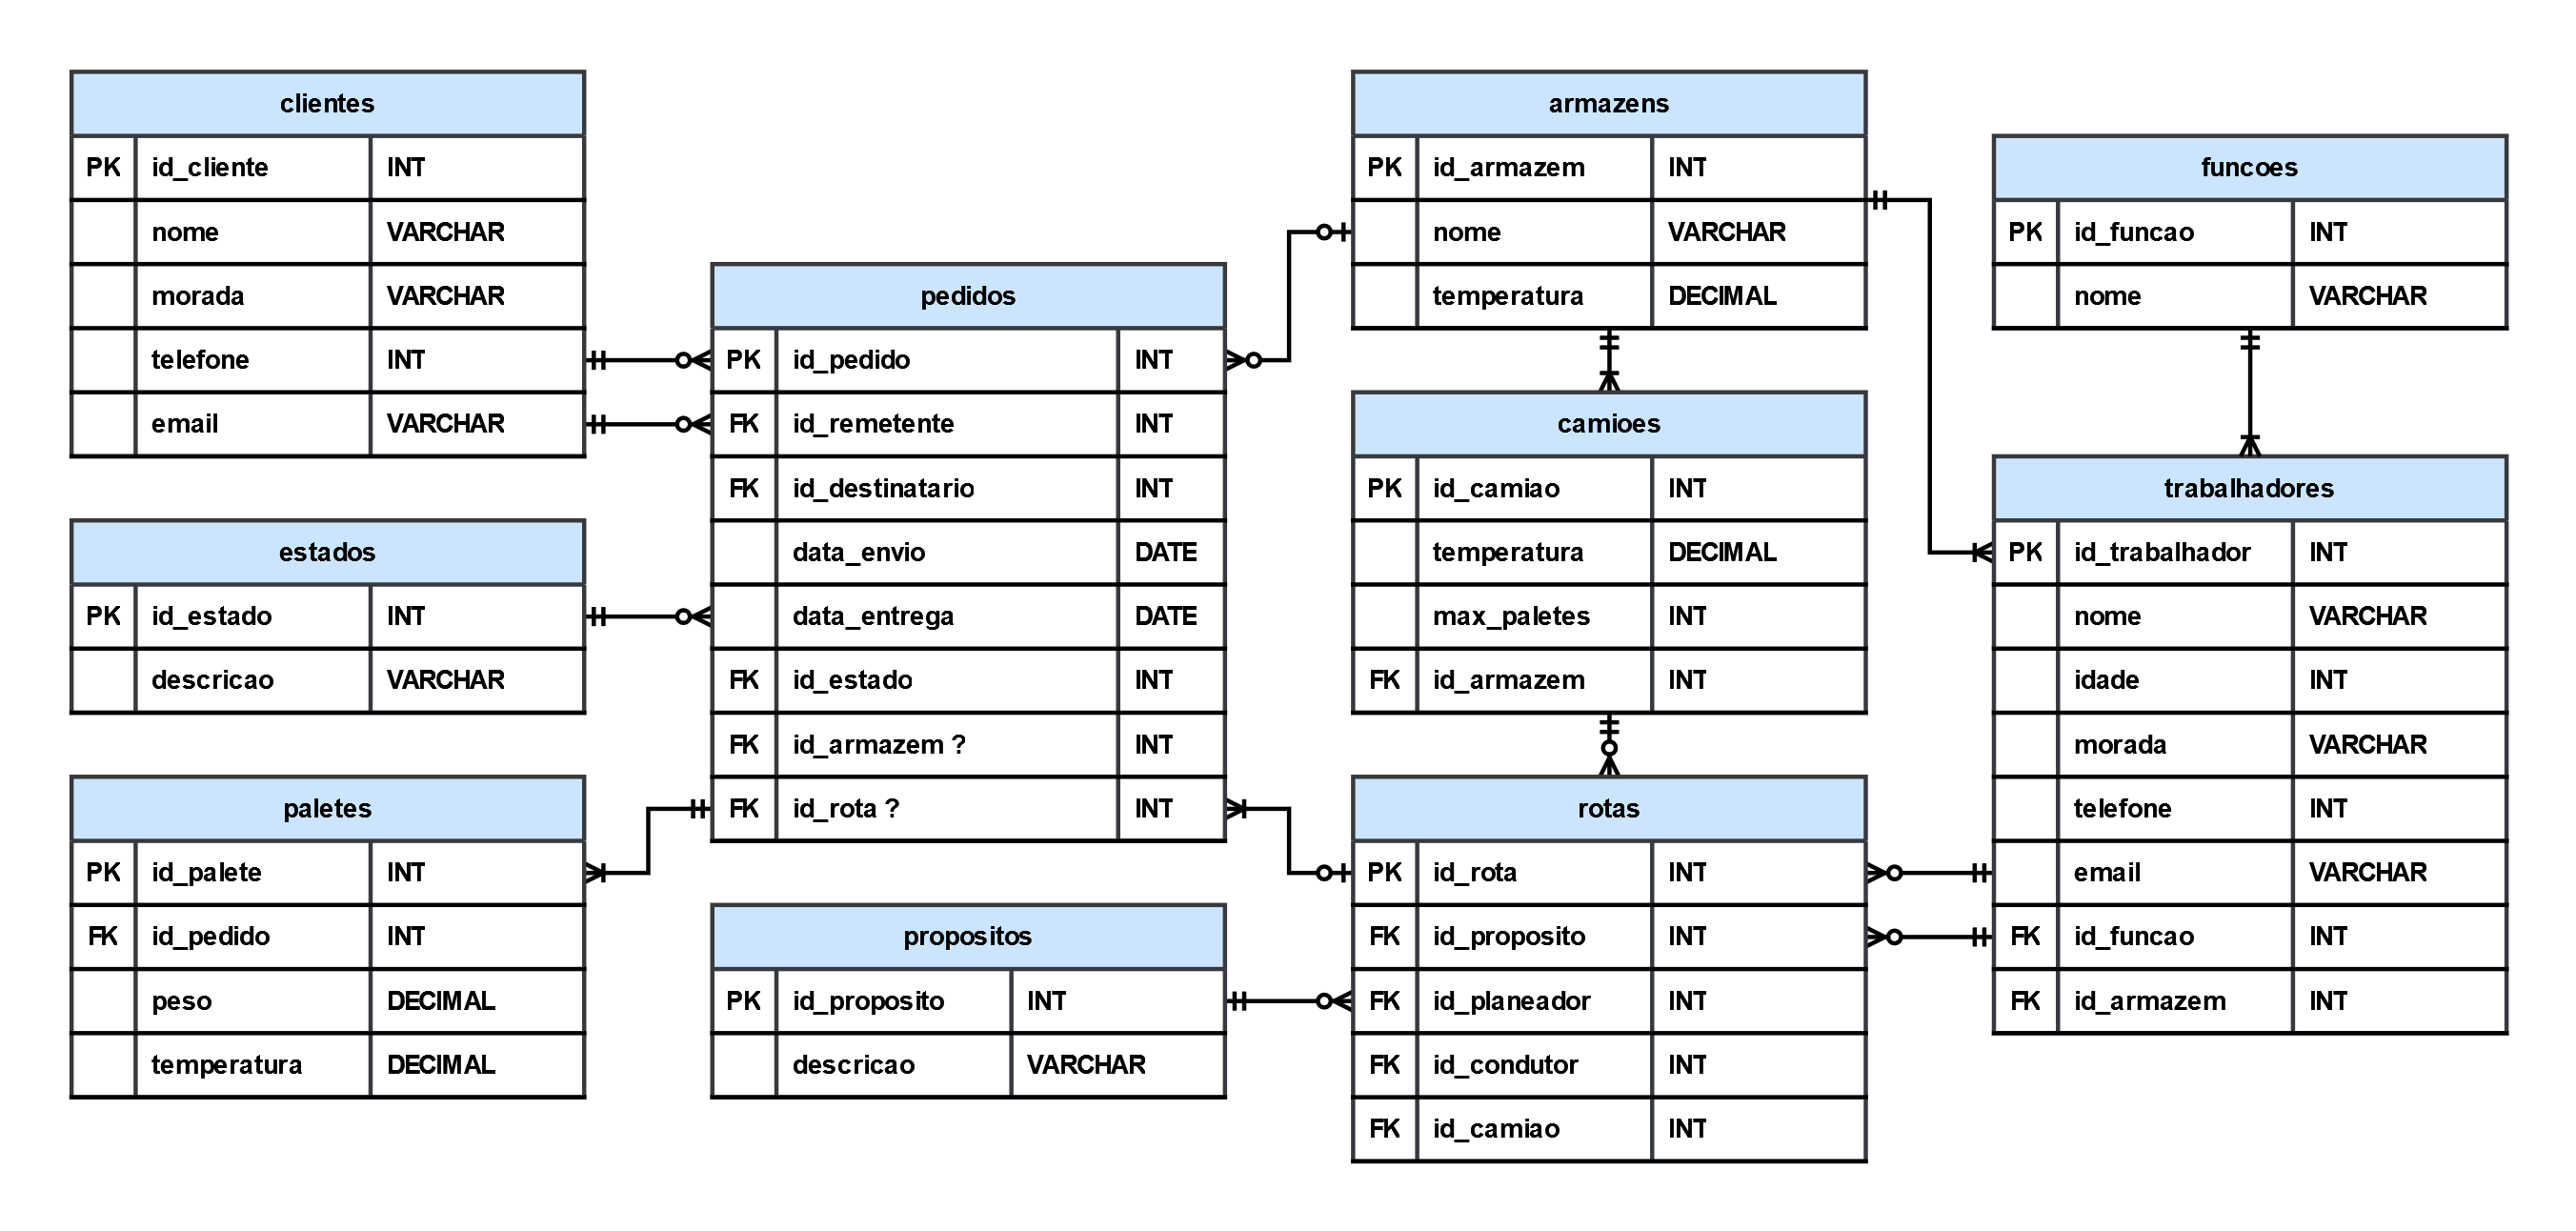 clientes
PK id_cliente INT
nome VARCHAR
morada VARCHAR
telefone INT
email VARCHAR
estados
PK id_estado INT
descricao VARCHAR
paletes
PK id_palete INT
FK id_pedido INT
peso DECIMAL
temperatura DECIMAL
pedidos
PK id_pedido INT
FK id_remetente INT
FK id_destinatario INT
data_envio DATE
data_entrega DATE
FK id_estado INT
FK id_armazem ? INT
FK id_rota ? INT
propositos
PK id_proposito INT
descricao VARCHAR
armazens
PK id_armazem INT
nome VARCHAR
temperatura DECIMAL
camioes
PK id_camiao INT
temperatura DECIMAL
max_paletes INT
FK id_armazem INT
rotas
PK id_rota INT
FK id_proposito INT
FK id_planeador INT
FK id_condutor INT
FK id_camiao INT
funcoes
PK id_funcao INT
nome VARCHAR
trabalhadores
PK id_trabalhador INT
nome VARCHAR
idade INT
morada VARCHAR
telefone INT
email VARCHAR
FK id_funcao INT
FK id_armazem INT